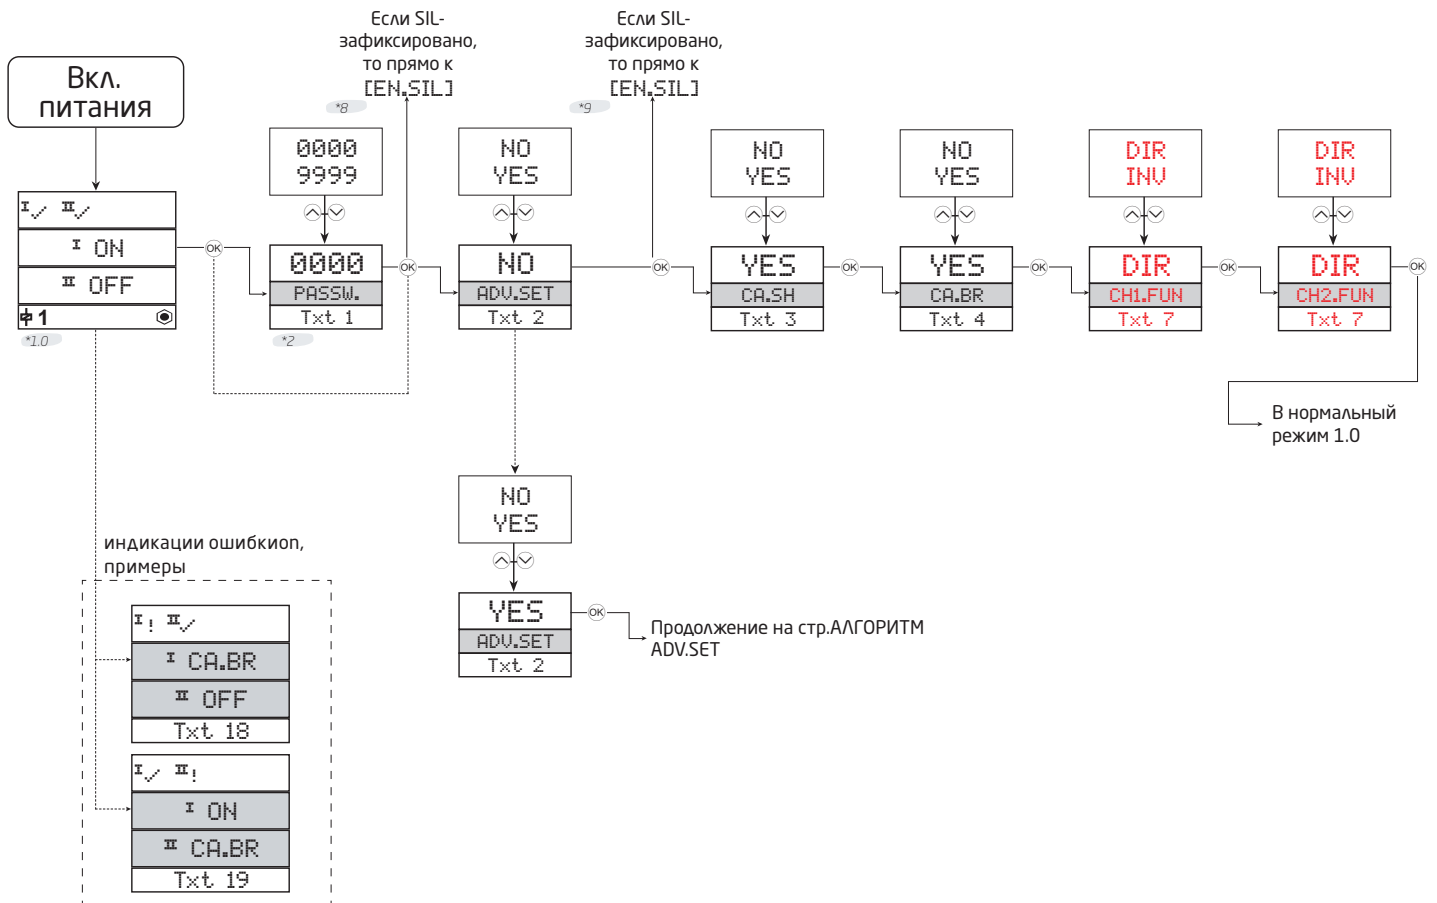 Если SIL-
зафиксировано,
то прямо к
[EN.SIL]
*8
Если SIL-
зафиксировано,
то прямо к
[EN.SIL]
*9
Вкл.
питания
I✓ II✓
I ON
II OFF
1
*1.0
OK
0000
9999
0000
PASSW.
Txt 1
*2
OK
NO
YES
NO
ADV.SET
Txt 2
OK
NO
YES
YES
CA.SH
Txt 3
OK
NO
YES
YES
CA.BR
Txt 4
OK
DIR
INV
DIR
CH1.FUN
Txt 7
OK
DIR
INV
DIR
CH2.FUN
Txt 7
OK
В нормальный
режим 1.0
NO
YES
YES
ADV.SET
Txt 2
OK
Продолжение на стр.АЛГОРИТМ
ADV.SET
индикации ошибкиоп,
примеры
I! II✓
I CA.BR
II OFF
Txt 18
I✓ II!
I ON
II CA.BR
Txt 19